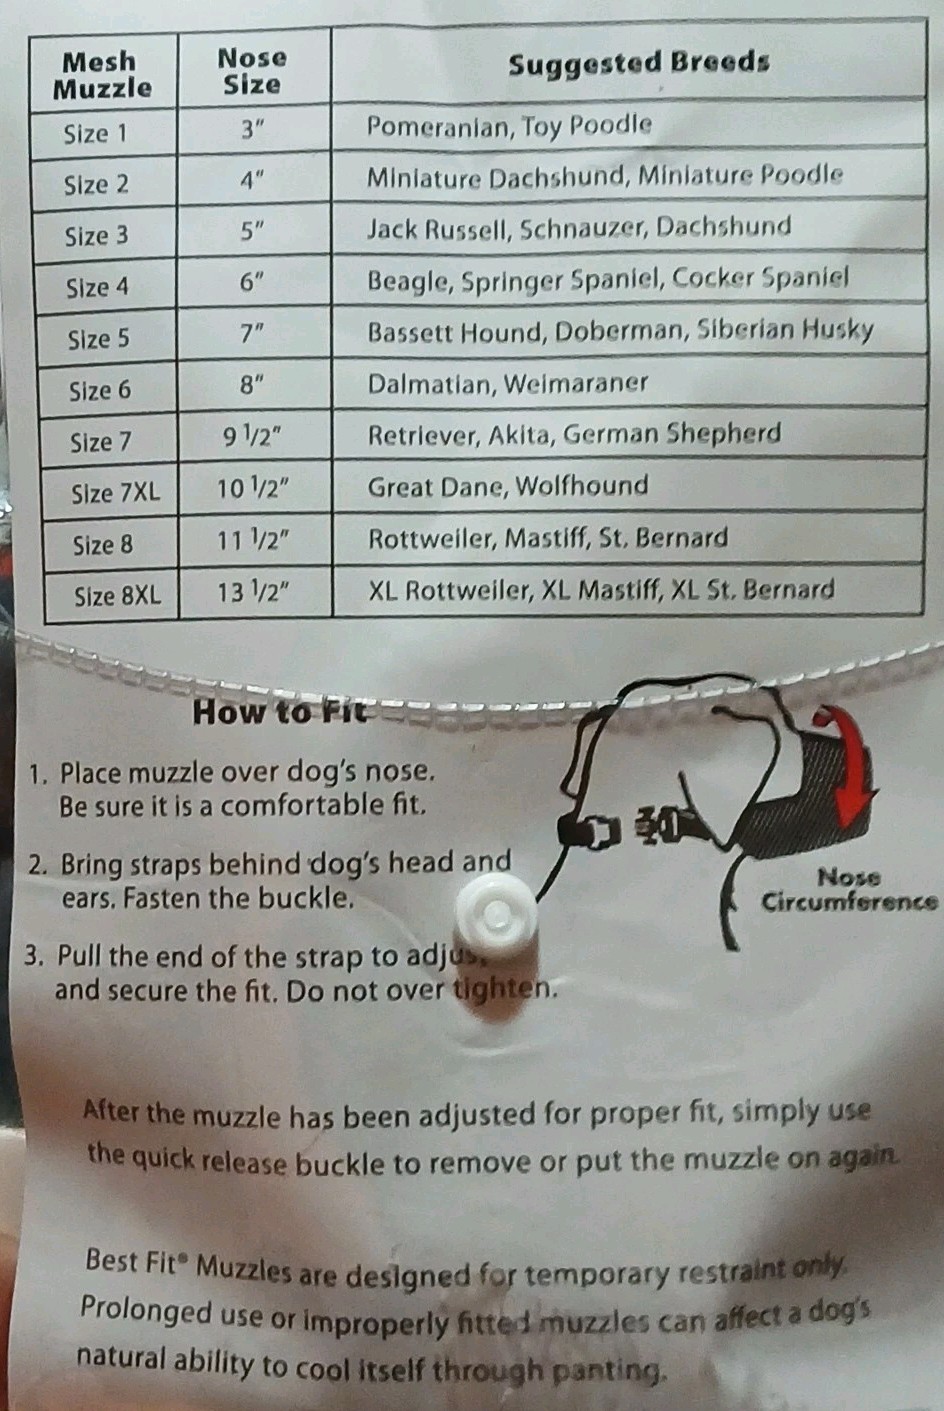 Mesh Muzzle Nose Size Suggested Breeds
Size 1 3" Pomeranian, Toy Poodle
Size 2 4" Miniature Dachshund, Miniature Poodle
Size 3 5" Jack Russell, Schnauzer, Dachshund
Size 4 6" Beagle, Springer Spaniel, Cocker Spaniel
Size 5 7" Bassett Hound, Doberman, Siberian Husky
Size 6 8" Dalmatian, Weimaraner
Size 7 9 1/2" Retriever, Akita, German Shepherd
Size 7XL 10 1/2" Great Dane, Wolfhound
Size 8 11 1/2" Rottweiler, Mastiff, St. Bernard
Size 8XL 13 1/2" XL Rottweiler, XL Mastiff, XL St. Bernard
How to Fit
1. Place muzzle over dog's nose.
Be sure it is a comfortable fit.
2. Bring straps behind dog's head and
ears. Fasten the buckle.
3. Pull the end of the strap to adjust
and secure the fit. Do not over tighten.
Nose
Circumference
After the muzzle has been adjusted for proper fit, simply use
the quick release buckle to remove or put the muzzle on again.
Best Fit® Muzzles are designed for temporary restraint only.
Prolonged use or improperly fitted muzzles can affect a dog's
natural ability to cool itself through panting.